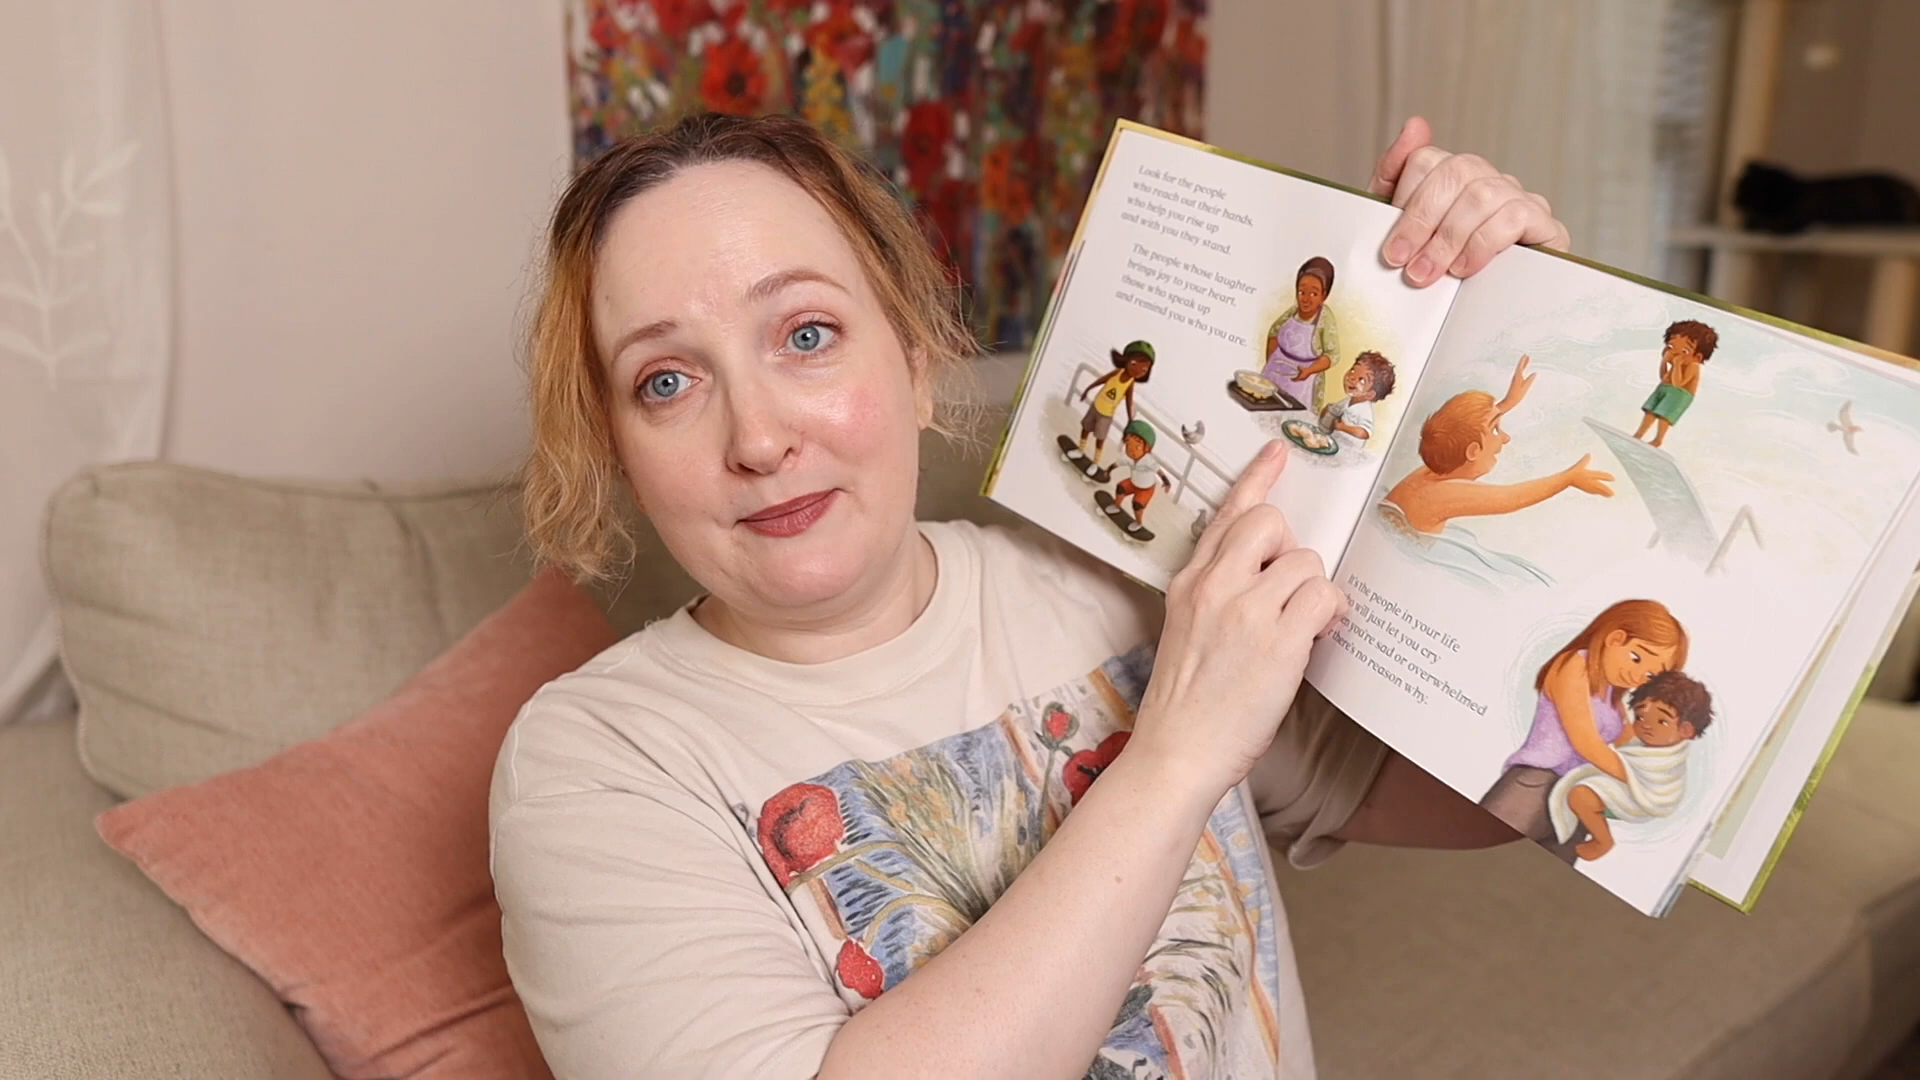 Look for the people
who reach out their hands,
who help you rise up
and with you they stand.
The people whose laughter
brings joy to your heart,
those who speak up
and remind you who you are.
It's the people in your life
who will just let you cry
you're sad or overwhelmed
there's no reason why.